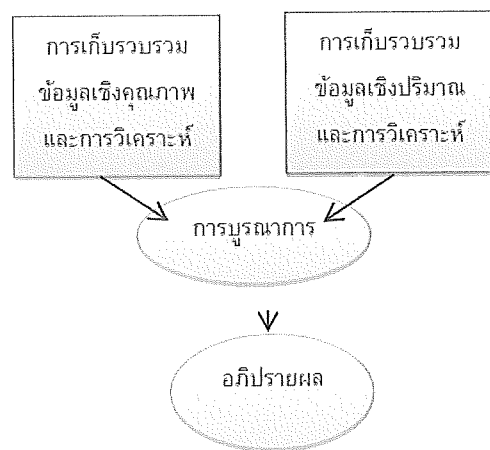 การเก็บรวบรวม
ข้อมูลเชิงคุณภาพ
และการวิเคราะห์
การเก็บรวบรวม
ข้อมูลเชิงปริมาณ
และการวิเคราะห์
การบูรณาการ
อภิปรายผล